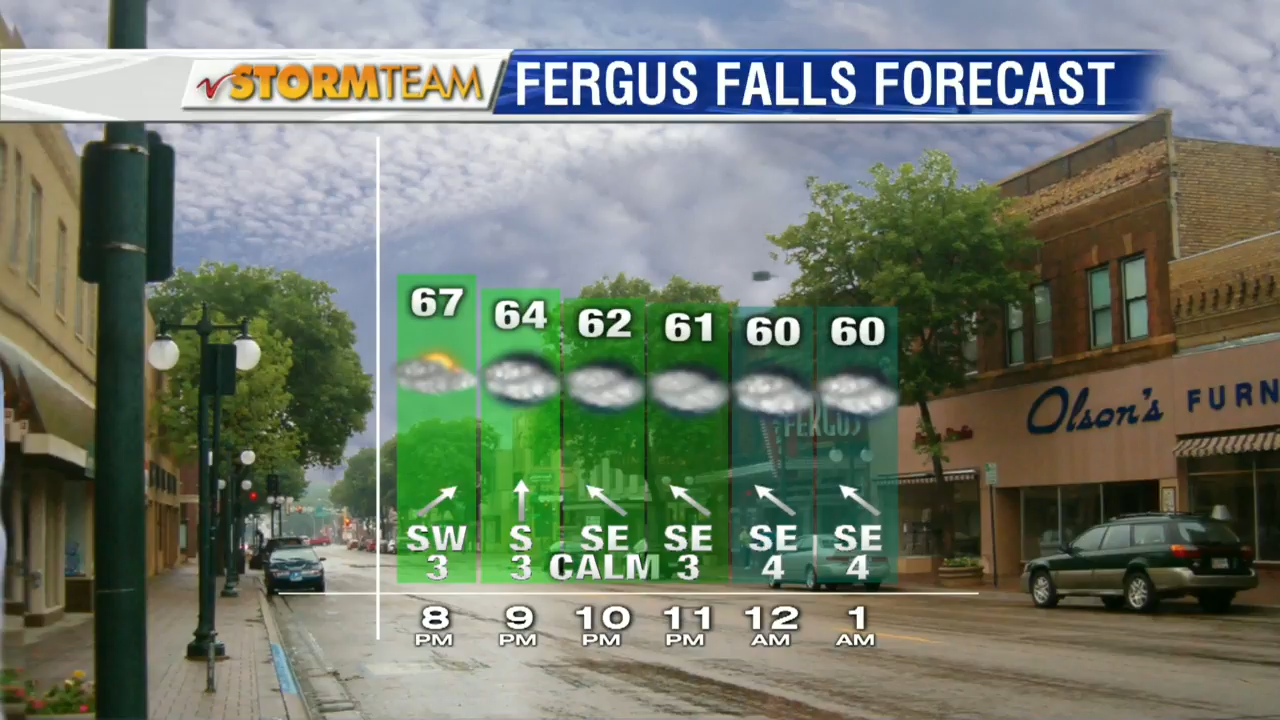 STORMTEAM FERGUS FALLS FORECAST
67 64 62 61 60 60
FERGUS
Olson's FURN
SW S SE SE SE SE
3 3 CALM 3 4 4
8 9 10 11 12 1
PM PM PM PM AM AM